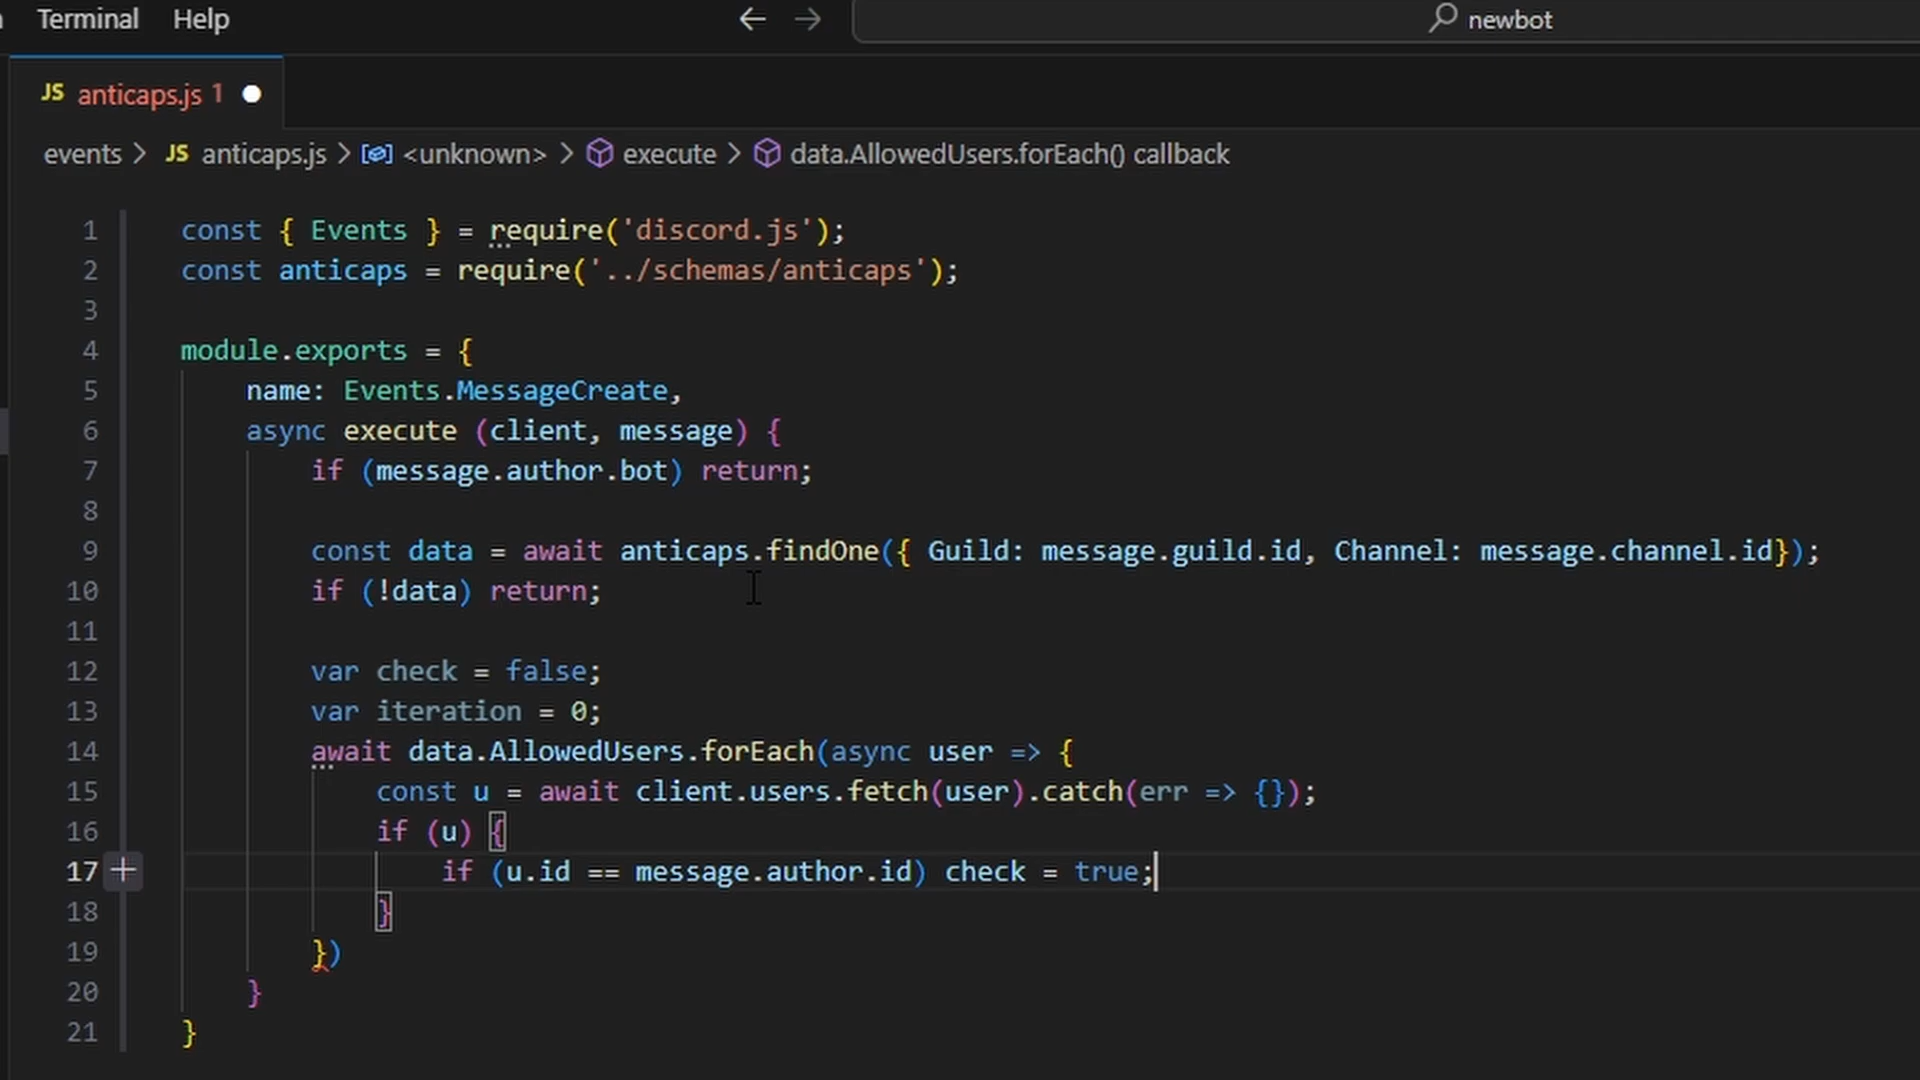 Terminal Help
newbot
JS anticaps.js 1
events > JS anticaps.js > <unknown> > execute > data.AllowedUsers.forEach() callback
1 const { Events } = require('discord.js');
2 const anticaps = require('../schemas/anticaps');
3
4 module.exports = {
5 name: Events.MessageCreate,
6 async execute (client, message) {
7 if (message.author.bot) return;
8
9 const data = await anticaps.findOne({ Guild: message.guild.id, Channel: message.channel.id});
10 if (!data) return;
11
12 var check = false;
13 var iteration = 0;
14 await data.AllowedUsers.forEach(async user => {
15 const u = await client.users.fetch(user).catch(err => {});
16 if (u) {
17 if (u.id == message.author.id) check = true;
18 }
19 })
20 }
21 }